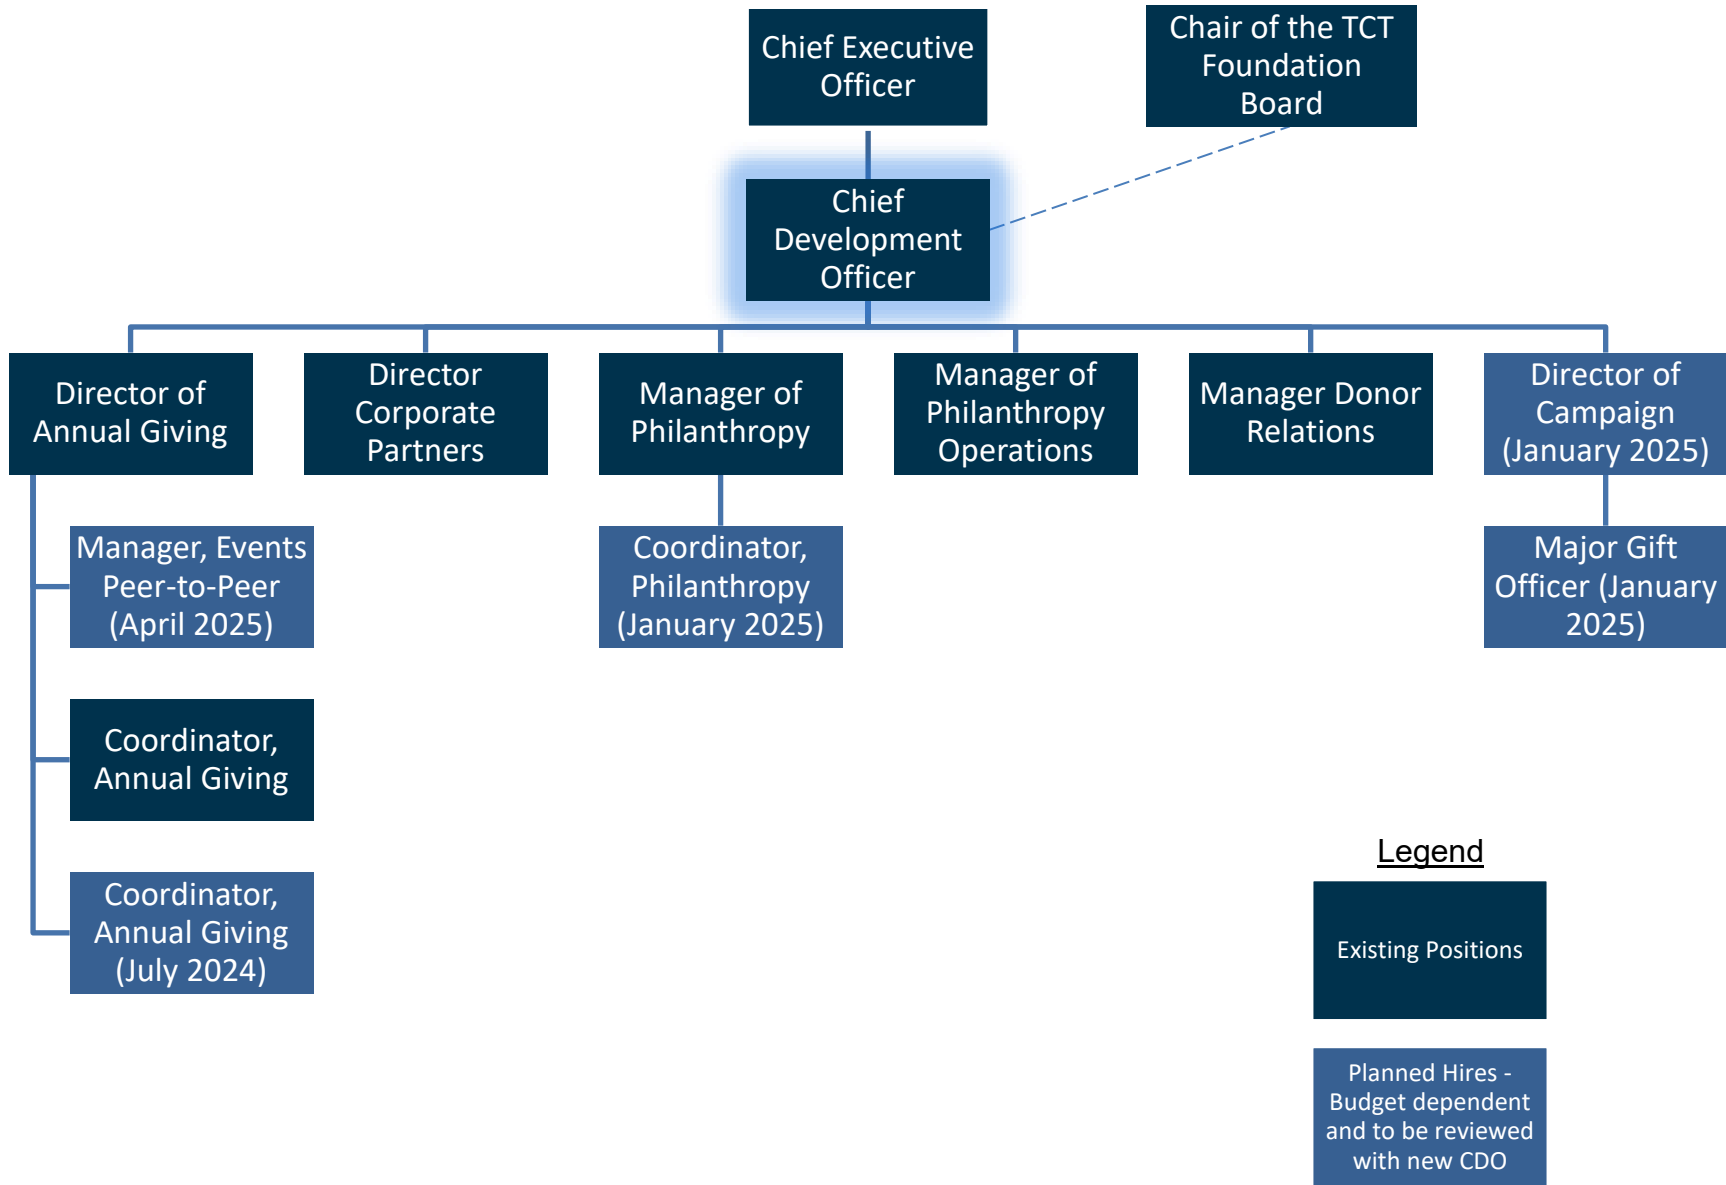 Chief Executive
Officer
Chair of the TCT
Foundation
Board
Chief
Development
Officer
Director of
Annual Giving
Director
Corporate
Partners
Manager of
Philanthropy
Manager of
Philanthropy
Operations
Manager Donor
Relations
Director of
Campaign
(January 2025)
Manager, Events
Peer-to-Peer
(April 2025)
Coordinator,
Philanthropy
(January 2025)
Major Gift
Officer (January
2025)
Coordinator,
Annual Giving
Coordinator,
Annual Giving
(July 2024)
Legend
Existing Positions
Planned Hires -
Budget dependent
and to be reviewed
with new CDO